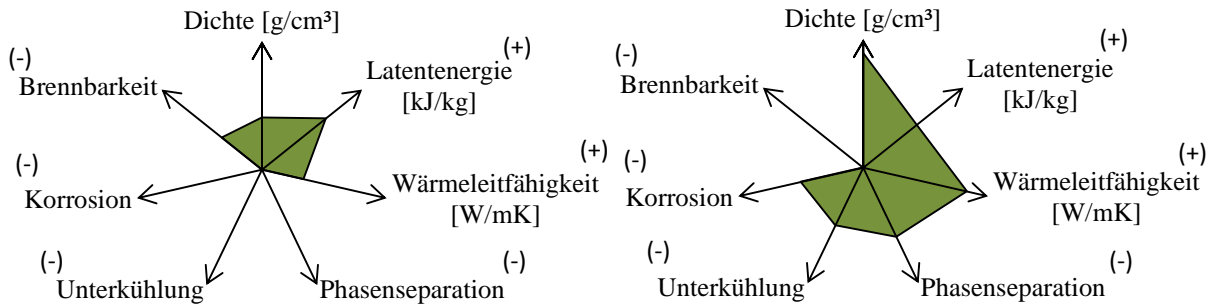 Dichte [g/cm³]
(-)
(+)
Brennbarkeit
Latentenergie
[kJ/kg]
(-)
(+)
Korrosion
Wärmeleitfähigkeit
[W/mK]
(-)
(-)
Unterkühlung
Phasenseparation
Dichte [g/cm³]
(-)
(+)
Brennbarkeit
Latentenergie
[kJ/kg]
(-)
(+)
Korrosion
Wärmeleitfähigkeit
[W/mK]
(-)
(-)
Unterkühlung
Phasenseparation